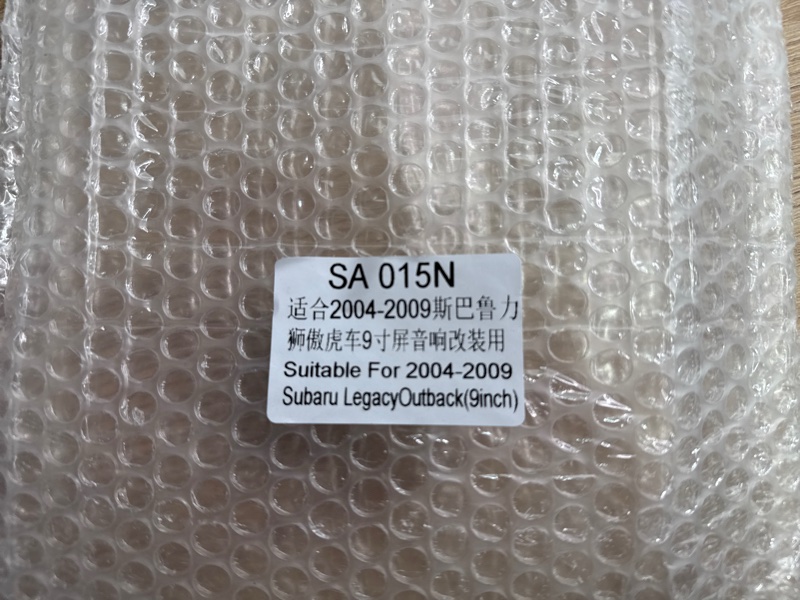 SA 015N
适合2004-2009斯巴鲁力
狮傲虎车9寸屏音响改装用
Suitable For 2004-2009
Subaru LegacyOutback(9inch)